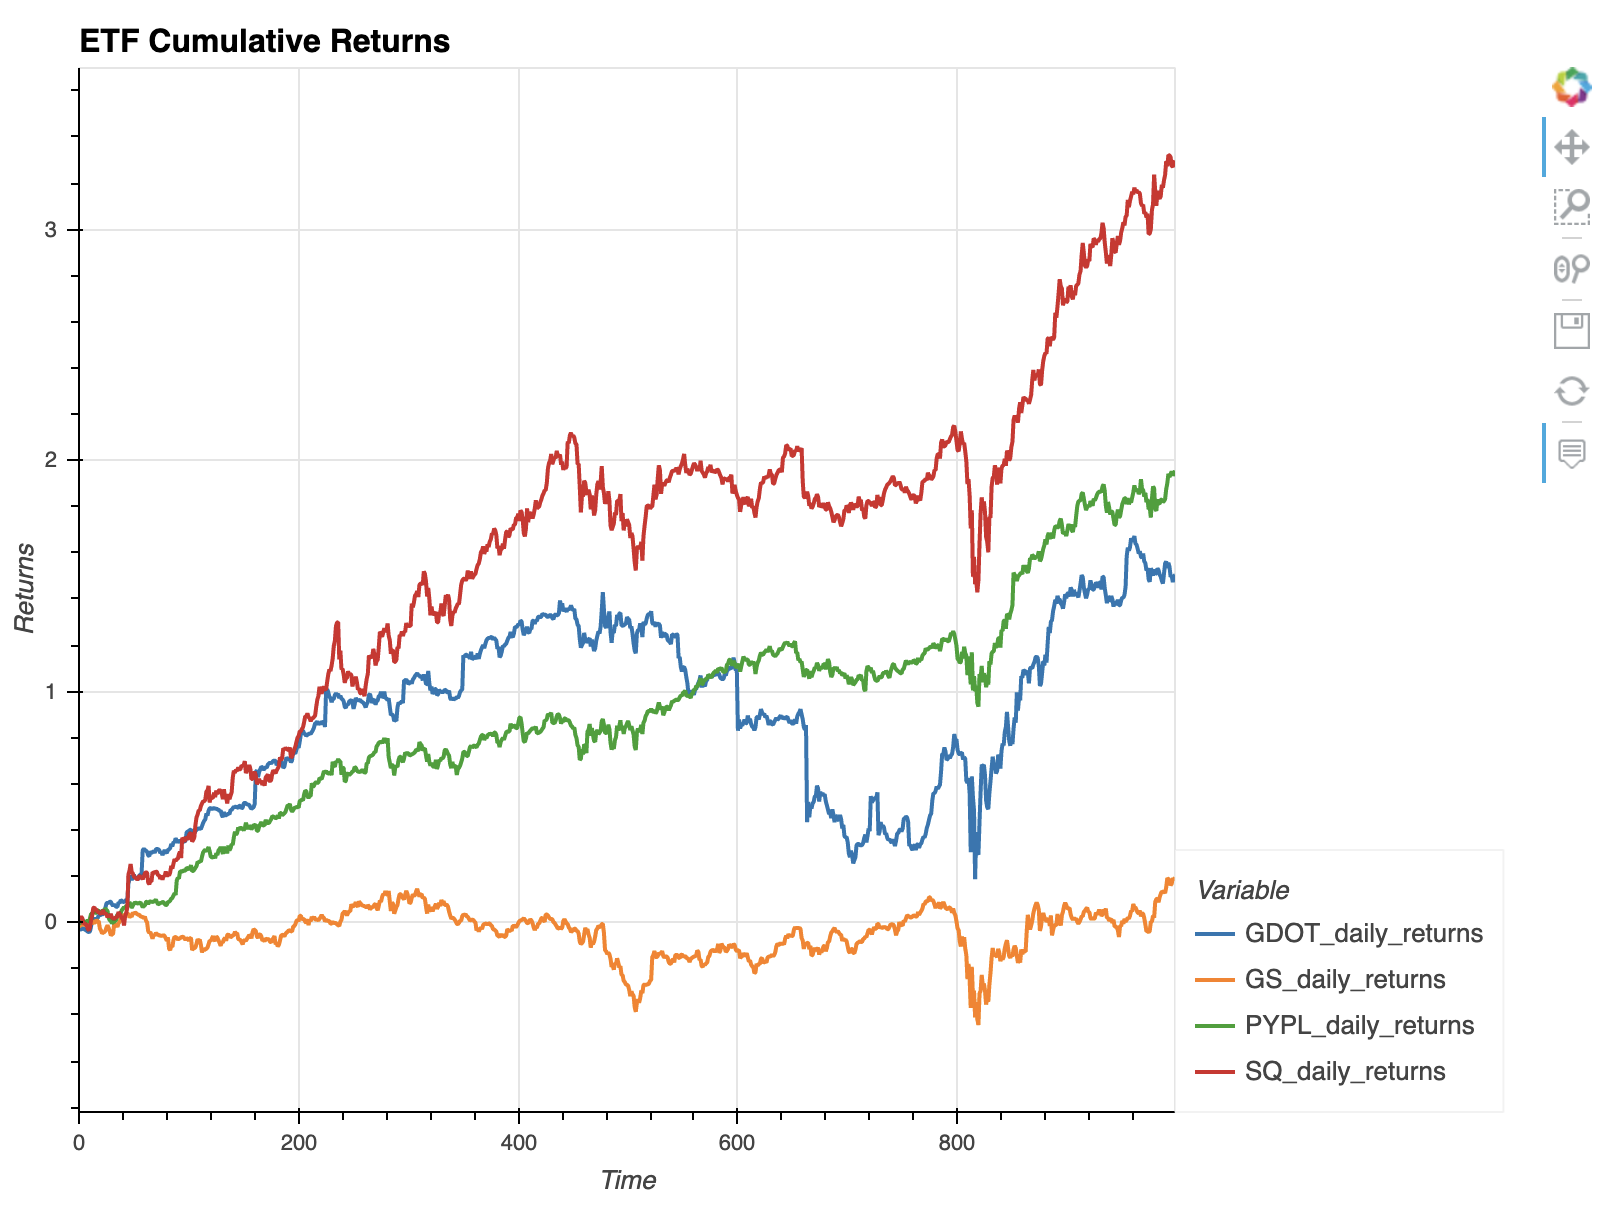 ETF Cumulative Returns
Returns
3
2
1
0
0 200 400 600 800
Time
Variable
GDOT_daily_returns
GS_daily_returns
PYPL_daily_returns
SQ_daily_returns